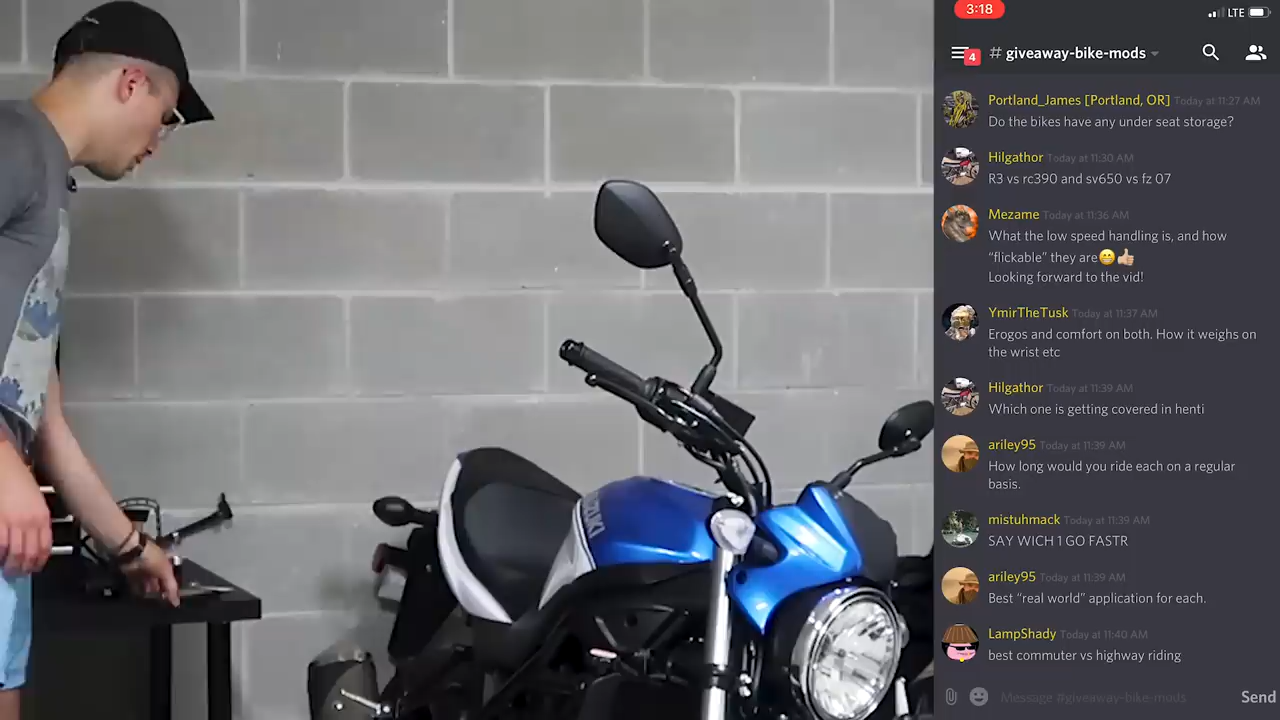 3:18
LTE
4
# giveaway-bike-mods
Portland_James [Portland, OR] Today at 11:27 AM
Do the bikes have any under seat storage?
Hilgathor Today at 11:30 AM
R3 vs rc390 and sv650 vs fz 07
Mezame Today at 11:36 AM
What the low speed handling is, and how
“flickable” they are😁👍
Looking forward to the vid!
YmirTheTusk Today at 11:37 AM
Erogos and comfort on both. How it weighs on
the wrist etc
Hilgathor Today at 11:39 AM
Which one is getting covered in henti
ariley95 Today at 11:39 AM
How long would you ride each on a regular
basis.
mistuhmack Today at 11:39 AM
SAY WICH 1 GO FASTR
ariley95 Today at 11:39 AM
Best “real world” application for each.
LampShady Today at 11:40 AM
best commuter vs highway riding
Message #giveaway-bike-mods
Send
SUZUKI